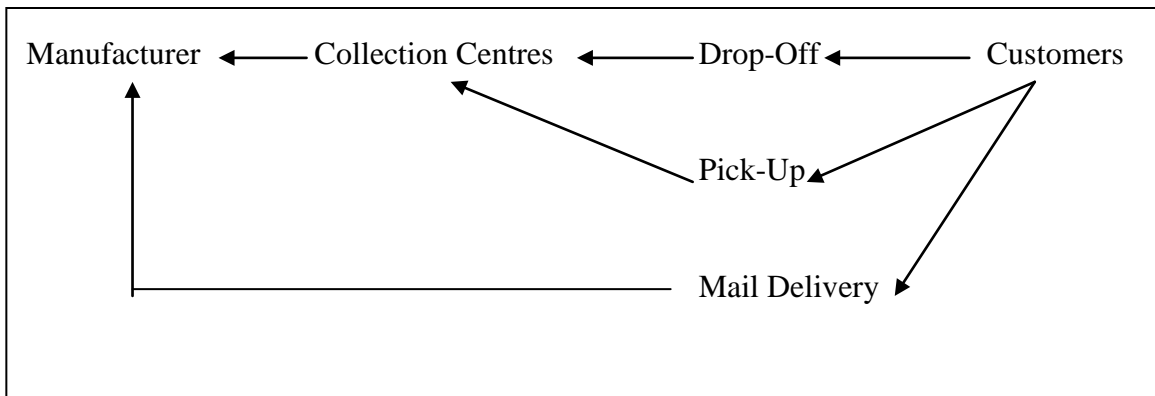 Manufacturer Collection Centres Drop-Off Customers
Pick-Up
Mail Delivery